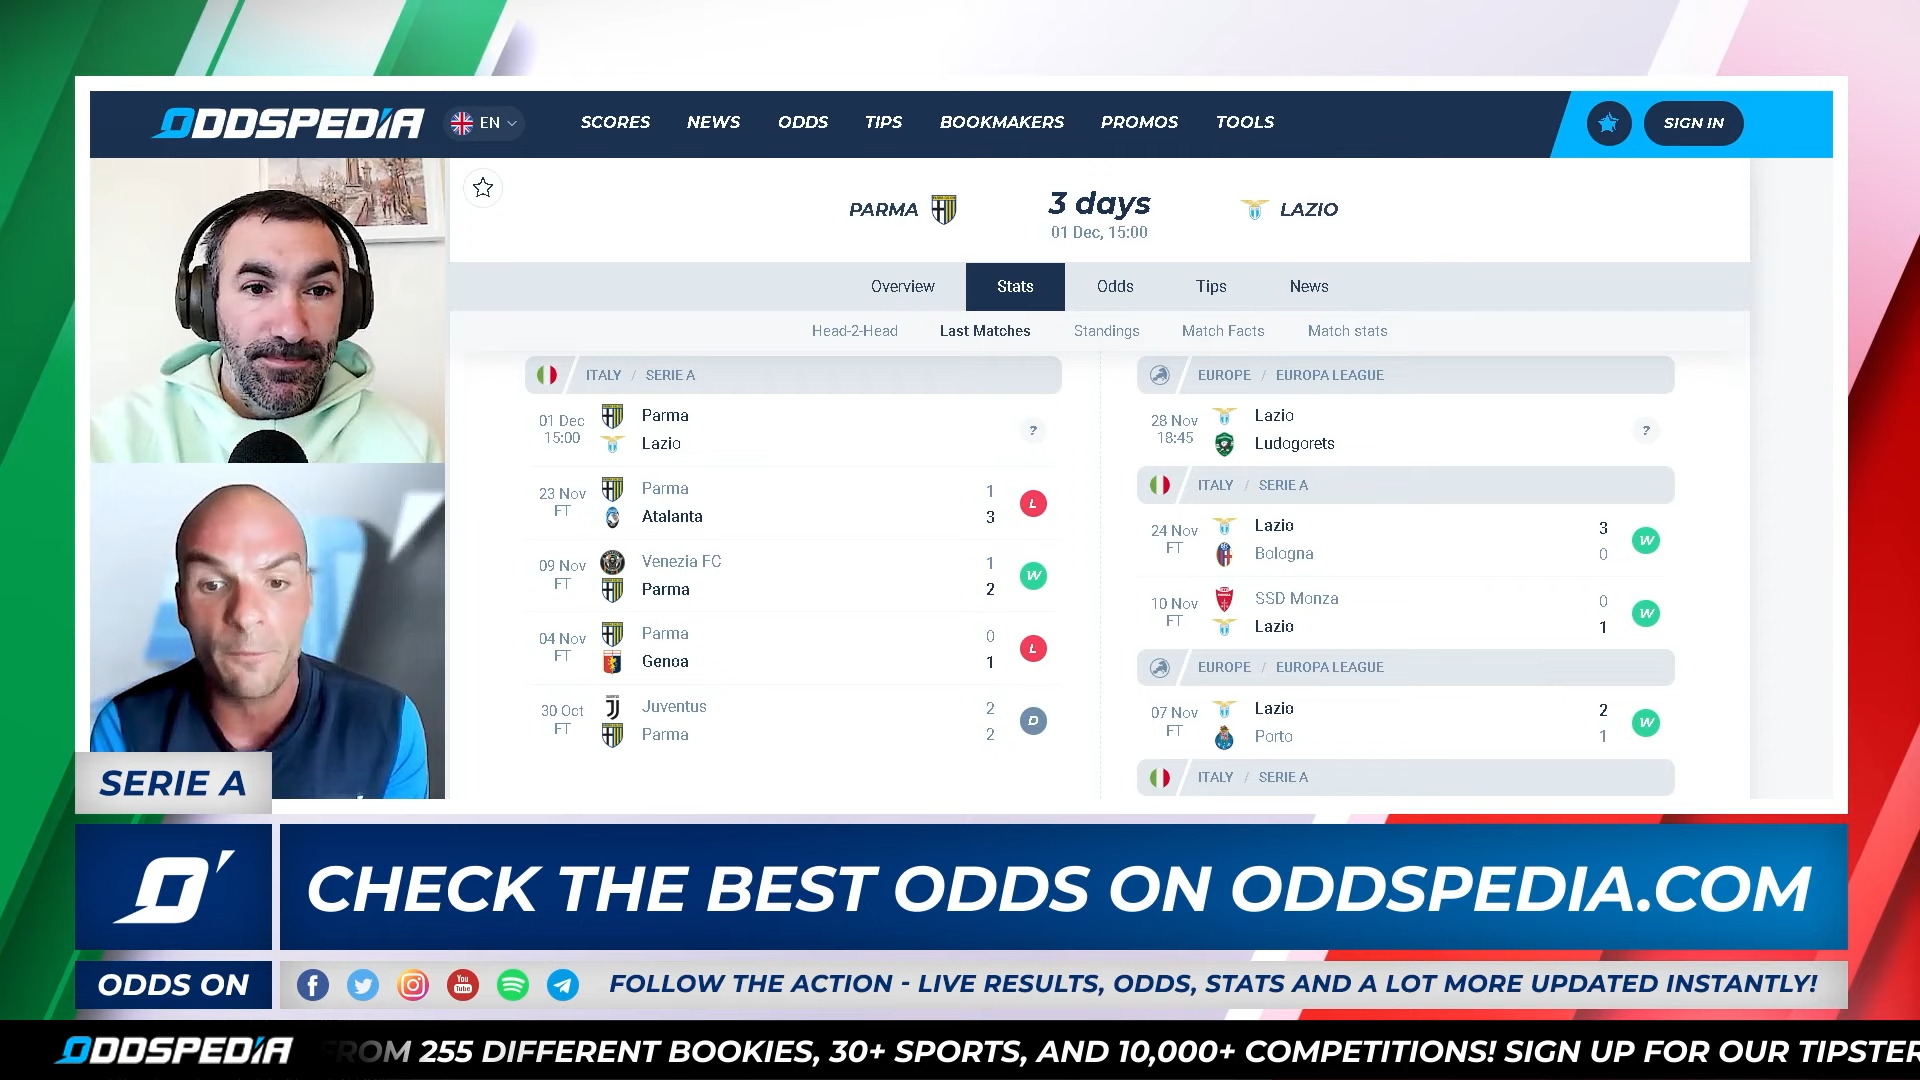 ODDSPEDIA
EN
SCORES
NEWS
ODDS
TIPS
BOOKMAKERS
PROMOS
TOOLS
SIGN IN
PARMA
3 days
01 Dec, 15:00
LAZIO
Overview
Stats
Odds
Tips
News
Head-2-Head
Last Matches
Standings
Match Facts
Match stats
ITALY / SERIE A
01 Dec
15:00
Parma
Lazio
?
23 Nov
FT
Parma 1
Atalanta 3
L
09 Nov
FT
Venezia FC 1
Parma 2
W
04 Nov
FT
Parma 0
Genoa 1
L
30 Oct
FT
Juventus 2
Parma 2
D
EUROPE / EUROPA LEAGUE
28 Nov
18:45
Lazio
Ludogorets
?
ITALY / SERIE A
24 Nov
FT
Lazio 3
Bologna 0
W
10 Nov
FT
SSD Monza 0
Lazio 1
W
EUROPE / EUROPA LEAGUE
07 Nov
FT
Lazio 2
Porto 1
W
ITALY / SERIE A
SERIE A
CHECK THE BEST ODDS ON ODDSPEDIA.COM
ODDS ON
You
Tube
FOLLOW THE ACTION - LIVE RESULTS, ODDS, STATS AND A LOT MORE UPDATED INSTANTLY!
ODDSPEDIA
FROM 255 DIFFERENT BOOKIES, 30+ SPORTS, AND 10,000+ COMPETITIONS! SIGN UP FOR OUR TIPSTER